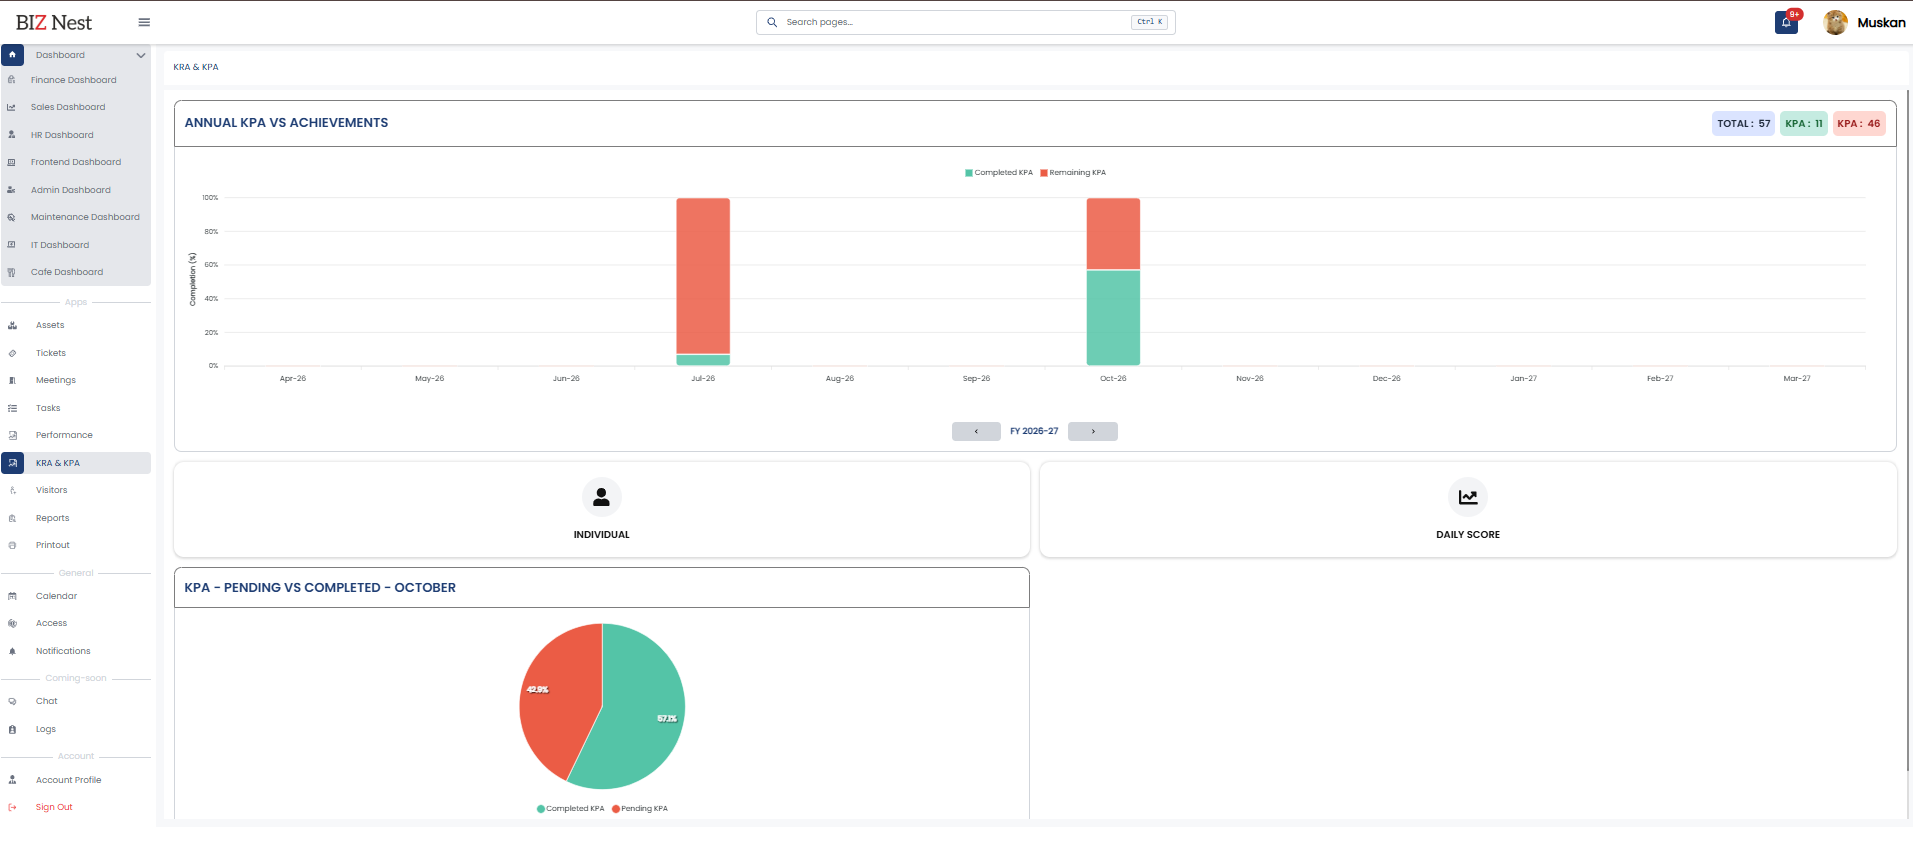 BIZ Nest
Search pages...
Ctrl K
9+
Muskan
Dashboard
Finance Dashboard
Sales Dashboard
HR Dashboard
Frontend Dashboard
Admin Dashboard
Maintenance Dashboard
IT Dashboard
Cafe Dashboard
Apps
Assets
Tickets
Meetings
Tasks
Performance
KRA & KPA
Visitors
Reports
Printout
General
Calendar
Access
Notifications
Coming-soon
Chat
Logs
Account
Account Profile
Sign Out
KRA & KPA
ANNUAL KPA VS ACHIEVEMENTS
TOTAL : 57
KPA : 11
KPA : 46
Completed KPA
Remaining KPA
Completion (%)
100%
80%
60%
40%
20%
0%
Apr-26
May-26
Jun-26
Jul-26
Aug-26
Sep-26
Oct-26
Nov-26
Dec-26
Jan-27
Feb-27
Mar-27
FY 2026-27
INDIVIDUAL
DAILY SCORE
KPA - PENDING VS COMPLETED - OCTOBER
42.9%
57.1%
Completed KPA
Pending KPA